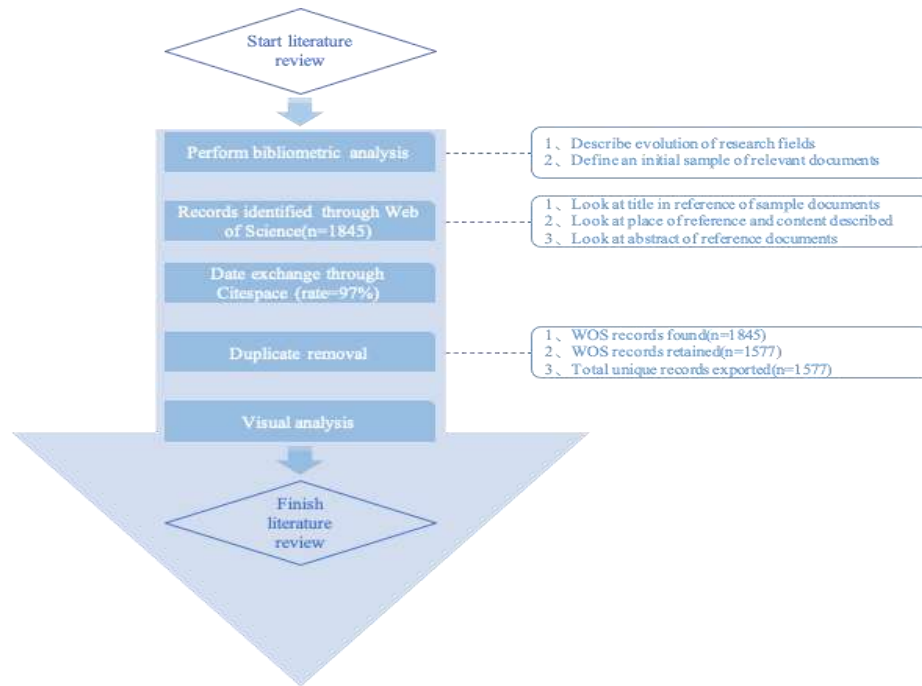 Start literature
review
Perform bibliometric analysis
1、Describe evolution of research fields
2、Define an initial sample of relevant documents
Records identified through Web
of Science(n=1845)
1、Look at title in reference of sample documents
2、Look at place of reference and content described
3、Look at abstract of reference documents
Date exchange through
Citespace (rate=97%)
Duplicate removal
1、WOS records found(n=1845)
2、WOS records retained(n=1577)
3、Total unique records exported(n=1577)
Visual analysis
Finish
literature
review